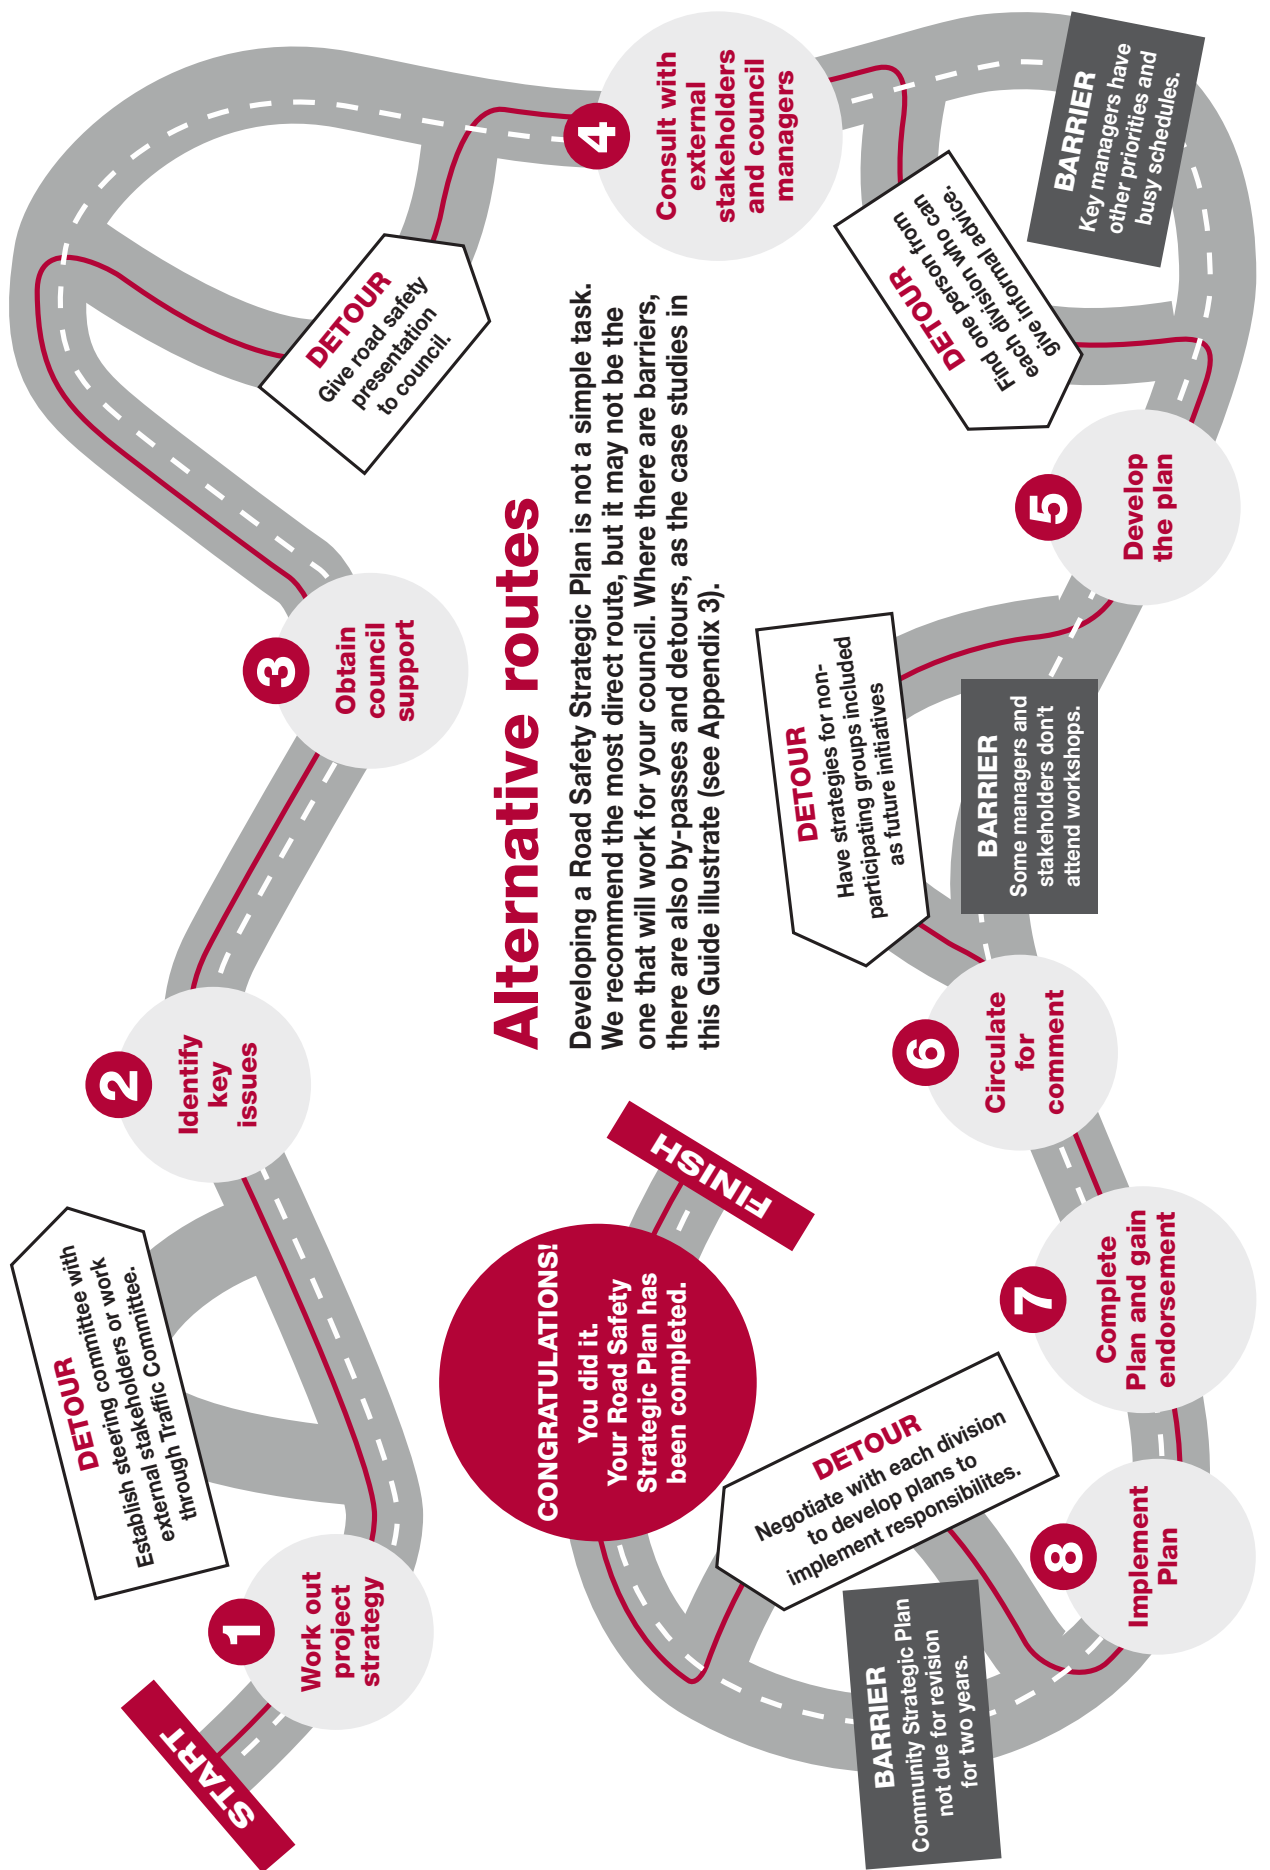 START
1
Work out
project
strategy
DETOUR
Establish steering committee with
external stakeholders or work
through Traffic Committee.
2
Identify
key
issues
3
Obtain
council
support
DETOUR
Give road safety
presentation
to council.
4
Consult with
external
stakeholders
and council
managers
Alternative routes
Developing a Road Safety Strategic Plan is not a simple task.
We recommend the most direct route, but it may not be the
one that will work for your council. Where there are barriers,
there are also by-passes and detours, as the case studies in
this Guide illustrate (see Appendix 3).
BARRIER
Key managers have
other priorities and
busy schedules.
DETOUR
Find one person from
each division who can
give informal advice.
5
Develop
the plan
DETOUR
Have strategies for non-
participating groups included
as future initiatives
BARRIER
Some managers and
stakeholders don't
attend workshops.
6
Circulate
for
comment
7
Complete
Plan and gain
endorsement
8
Implement
Plan
DETOUR
Negotiate with each division
to develop plans to
implement responsibilites.
BARRIER
Community Strategic Plan
not due for revision
for two years.
CONGRATULATIONS!
You did it.
Your Road Safety
Strategic Plan has
been completed.
FINISH